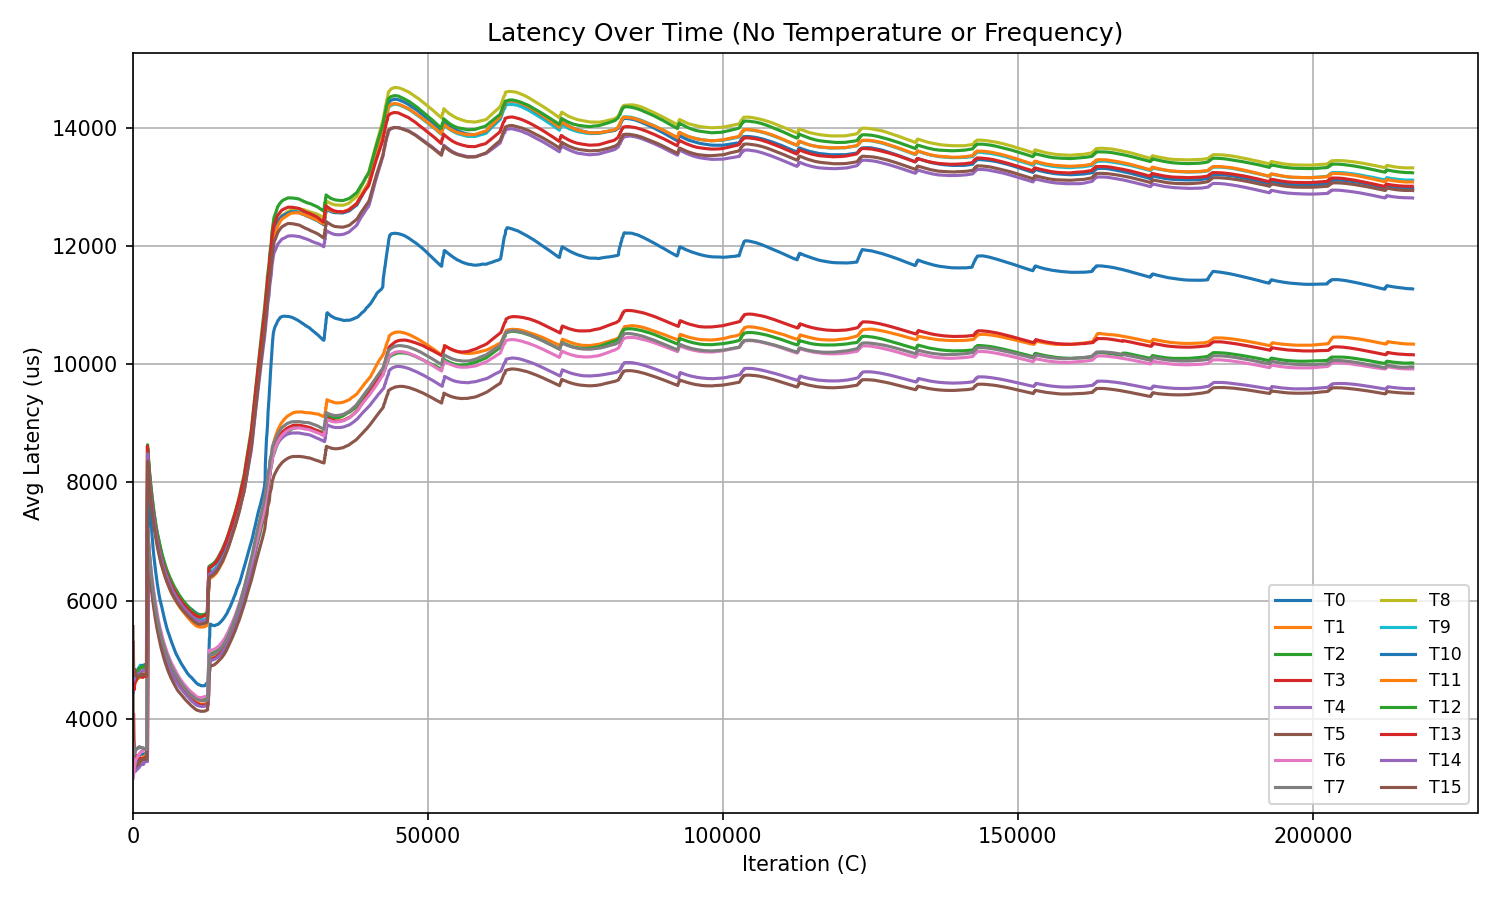 Latency Over Time (No Temperature or Frequency)
Avg Latency (us)
14000
12000
10000
8000
6000
4000
0 50000 100000 150000 200000
Iteration (C)
T0 T8
T1 T9
T2 T10
T3 T11
T4 T12
T5 T13
T6 T14
T7 T15